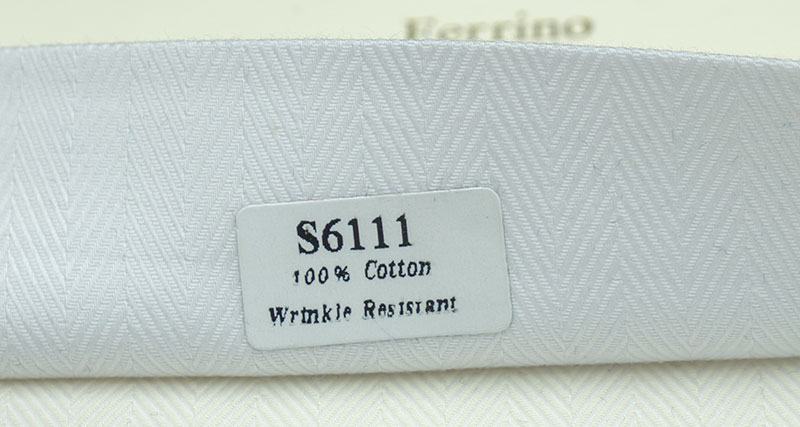 Ferrino
S6111
100% Cotton
Wrinkle Resistant